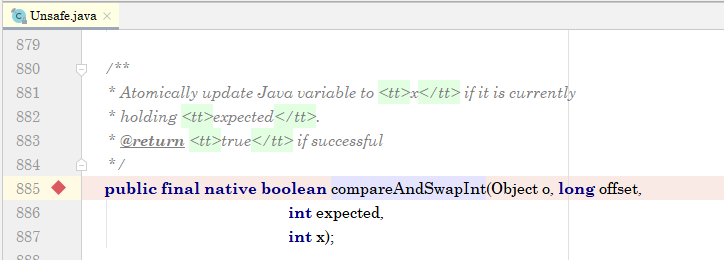 Unsafe.java
879
880 /**
881 * Atomically update Java variable to <tt>x</tt> if it is currently
882 * holding <tt>expected</tt>.
883 * @return <tt>true</tt> if successful
884 */
885 public final native boolean compareAndSwapInt(Object o, long offset,
886 int expected,
887 int x);
888